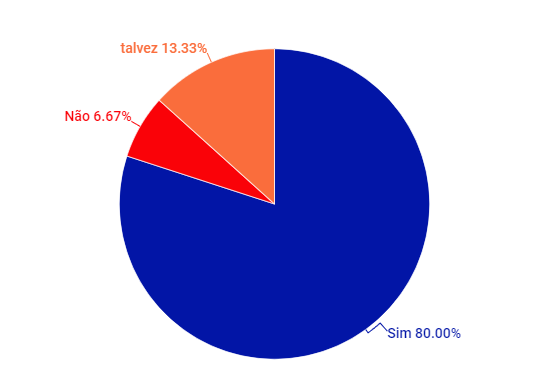 talvez 13.33%
Não 6.67%
Sim 80.00%